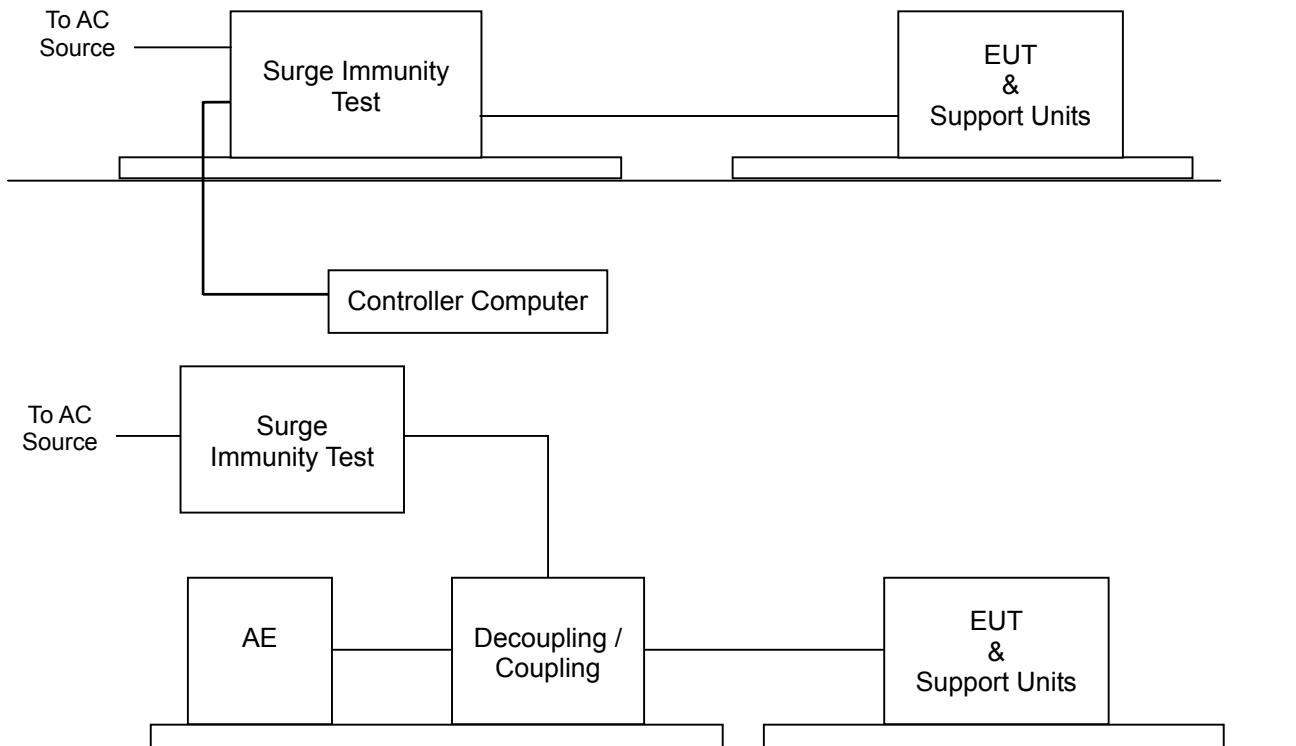 To AC
Source
Surge Immunity
Test
EUT
&
Support Units
Controller Computer
To AC
Source
Surge
Immunity Test
AE
Decoupling /
Coupling
EUT
&
Support Units